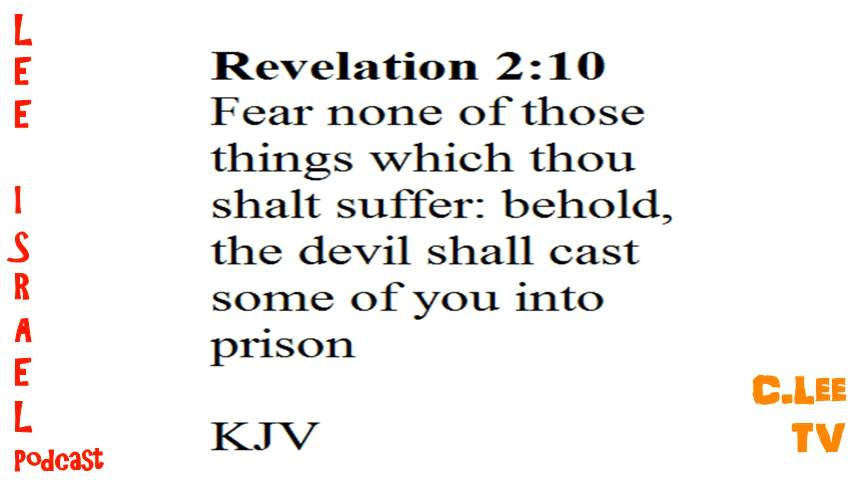 LEE ISRAEL
Podcast
Revelation 2:10
Fear none of those
things which thou
shalt suffer: behold,
the devil shall cast
some of you into
prison
KJV
C.LEE
TV